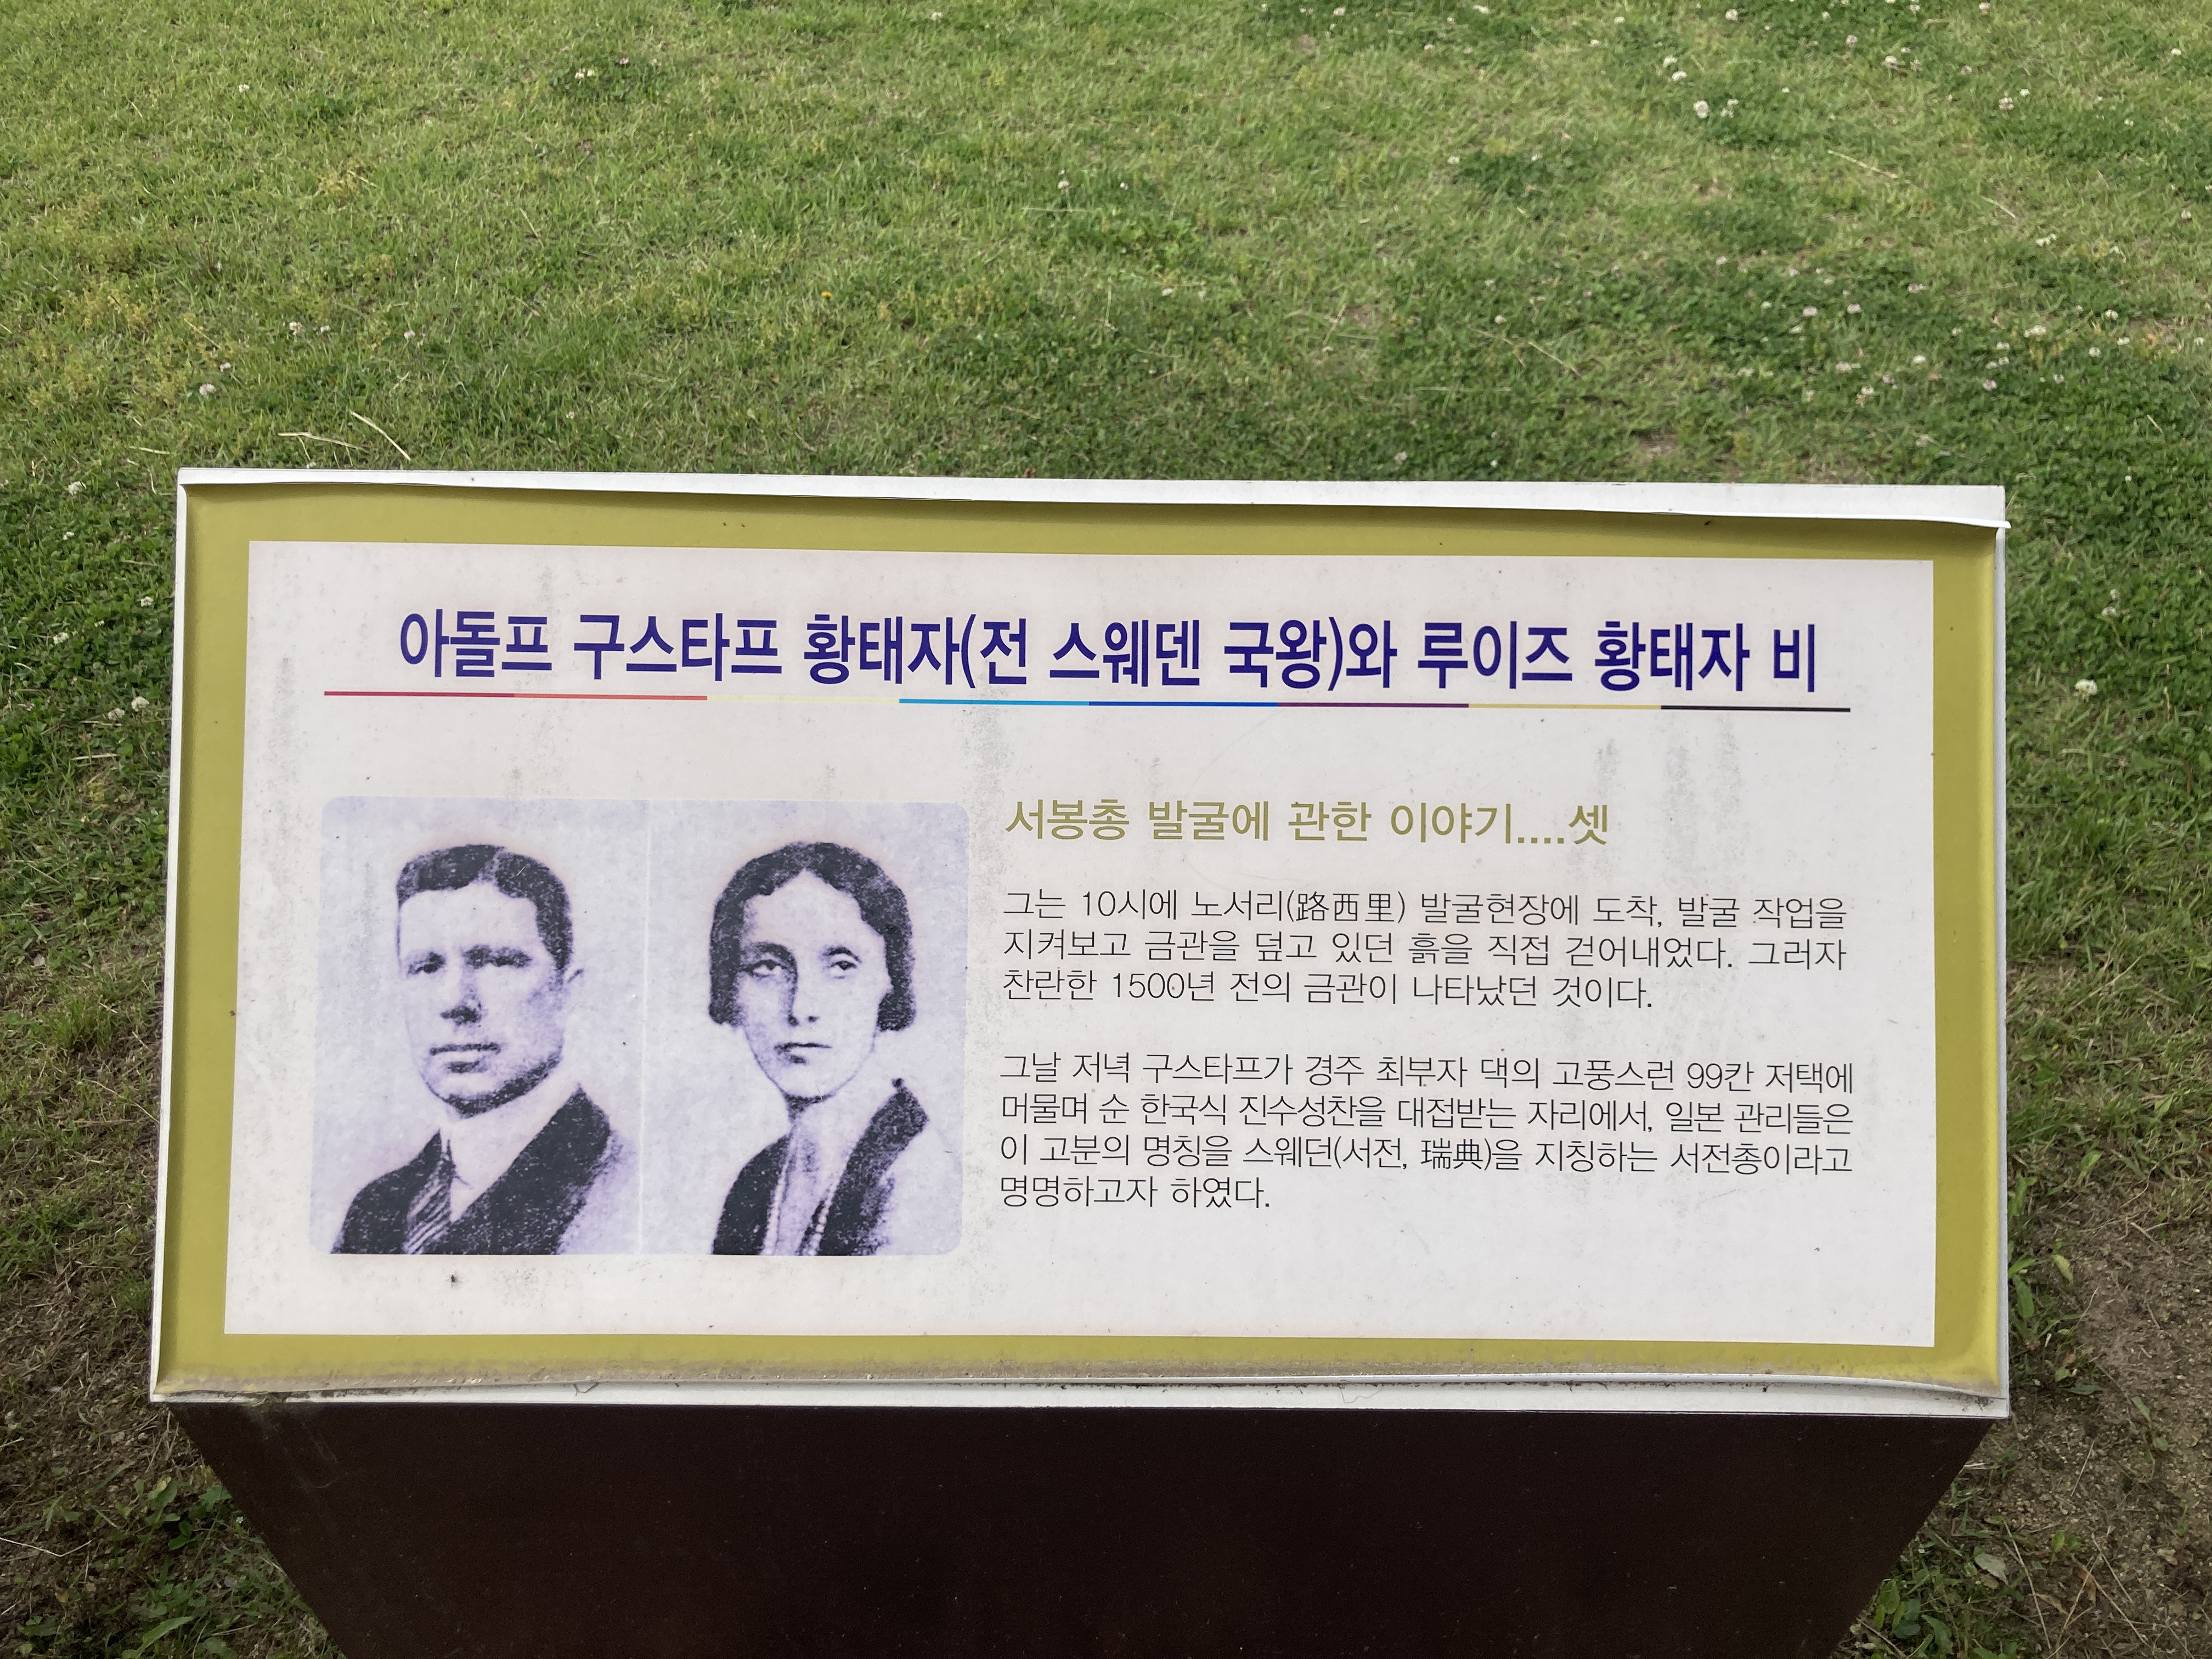 아돌프 구스타프 황태자(전 스웨덴 국왕)와 루이즈 황태자 비
서봉총 발굴에 관한 이야기....셋
그는 10시에 노서리(路西里) 발굴현장에 도착, 발굴 작업을
지켜보고 금관을 덮고 있던 흙을 직접 걷어내었다. 그러자
찬란한 1500년 전의 금관이 나타났던 것이다.
그날 저녁 구스타프가 경주 최부자 댁의 고풍스런 99칸 저택에
머물며 순 한국식 진수성찬을 대접받는 자리에서, 일본 관리들은
이 고분의 명칭을 스웨던(서전, 瑞典)을 지칭하는 서전총이라고
명명하고자 하였다.